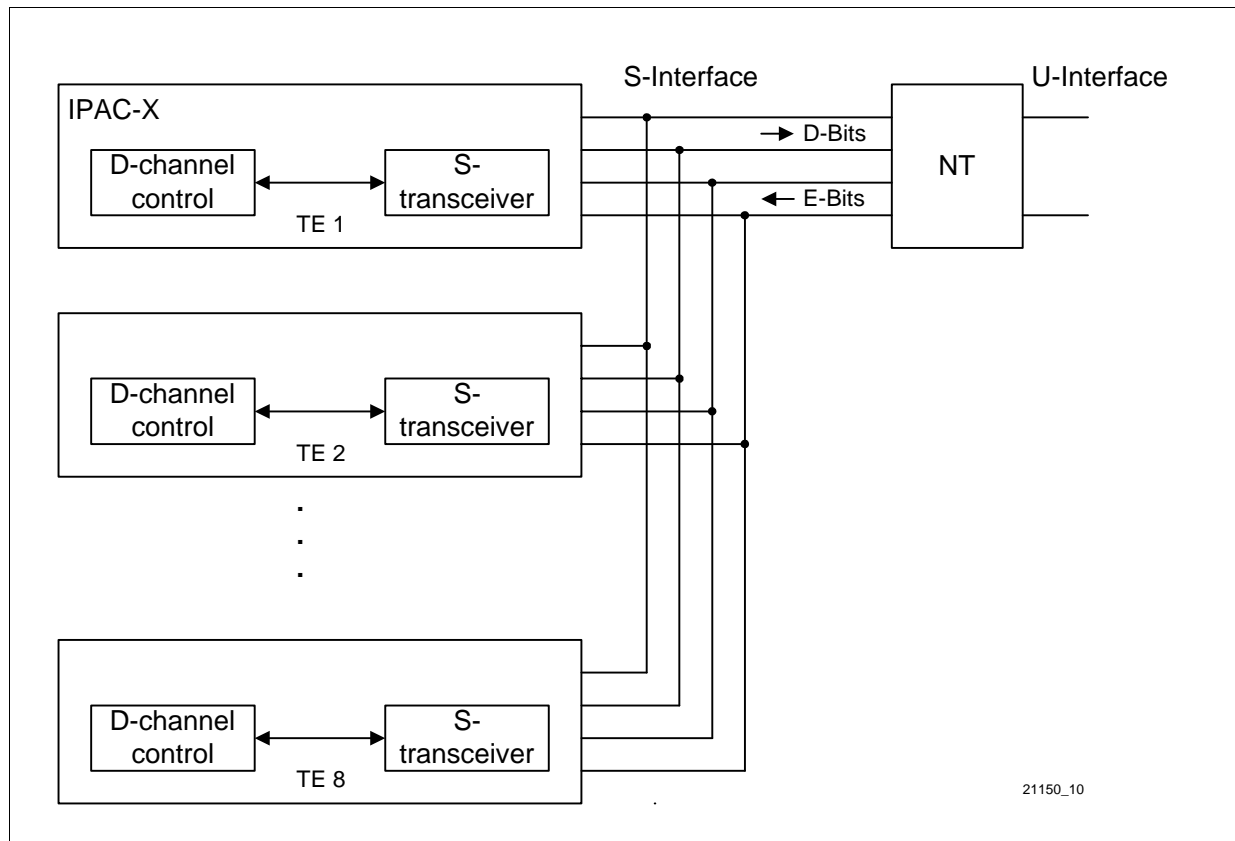 S-Interface
U-Interface
IPAC-X
D-Bits
D-channel
control
S-
transceiver
TE 1
NT
E-Bits
D-channel
control
S-
transceiver
TE 2
.
.
.
D-channel
control
S-
transceiver
TE 8
21150_10